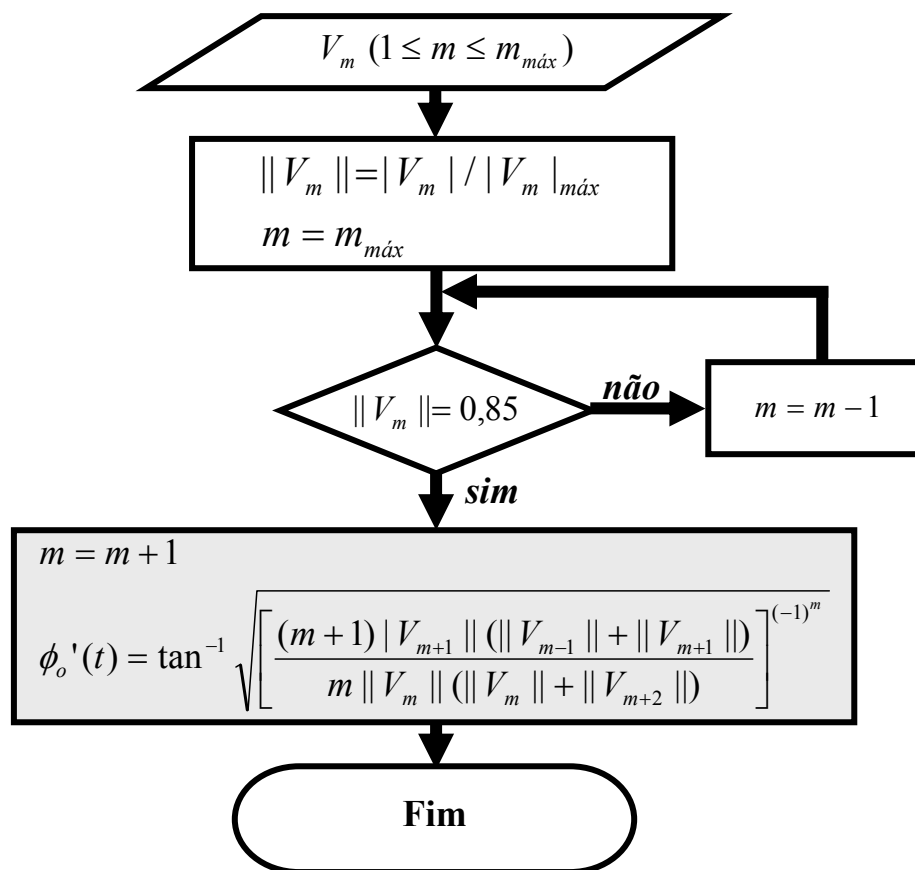 V_m (1 ≤ m ≤ m_máx)
|| V_m || = | V_m | / | V_m |_máx
m = m_máx
|| V_m || = 0,85
não
m = m − 1
sim
m = m + 1
ϕ_o'(t) = tan^{-1} √( [ ( (m + 1) | V_{m+1} || (|| V_{m−1} || + || V_{m+1} ||) ) / ( m || V_m || (|| V_m || + || V_{m+2} ||) ) ]^{(−1)^m} )
Fim